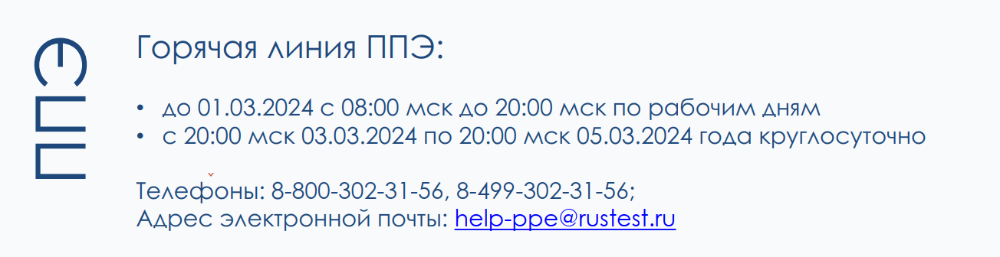 ППЭ
Горячая линия ППЭ:
• до 01.03.2024 с 08:00 мск до 20:00 мск по рабочим дням
• с 20:00 мск 03.03.2024 по 20:00 мск 05.03.2024 года круглосуточно
Телефоны: 8-800-302-31-56, 8-499-302-31-56;
Адрес электронной почты: help-ppe@rustest.ru